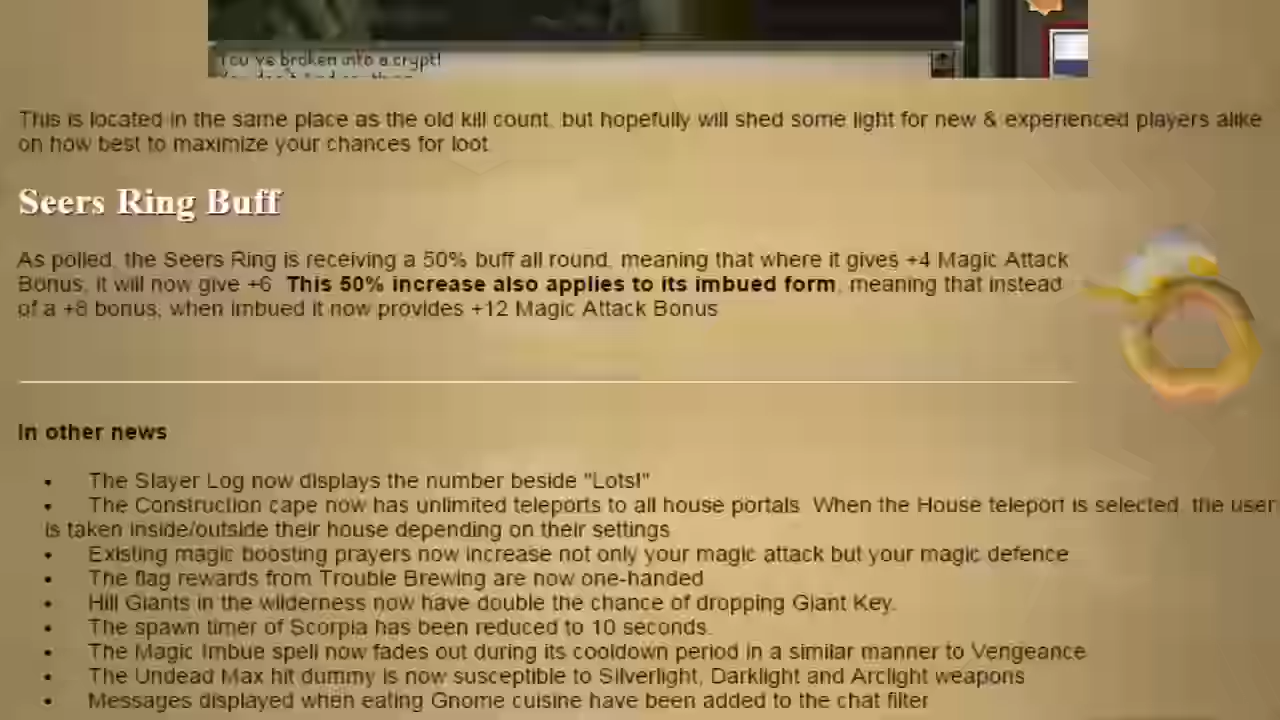 You've broken into a crypt!
This is located in the same place as the old kill count, but hopefully will shed some light for new & experienced players alike
on how best to maximize your chances for loot.
Seers Ring Buff
As polled, the Seers Ring is receiving a 50% buff all round, meaning that where it gives +4 Magic Attack
Bonus, it will now give +6. This 50% increase also applies to its imbued form, meaning that instead
of a +8 bonus, when imbued it now provides +12 Magic Attack Bonus
In other news
• The Slayer Log now displays the number beside "Lots!"
• The Construction cape now has unlimited teleports to all house portals. When the House teleport is selected, the user
is taken inside/outside their house depending on their settings
• Existing magic boosting prayers now increase not only your magic attack but your magic defence
• The flag rewards from Trouble Brewing are now one-handed
• Hill Giants in the wilderness now have double the chance of dropping Giant Key.
• The spawn timer of Scorpia has been reduced to 10 seconds.
• The Magic Imbue spell now fades out during its cooldown period in a similar manner to Vengeance
• The Undead Max hit dummy is now susceptible to Silverlight, Darklight and Arclight weapons
• Messages displayed when eating Gnome cuisine have been added to the chat filter